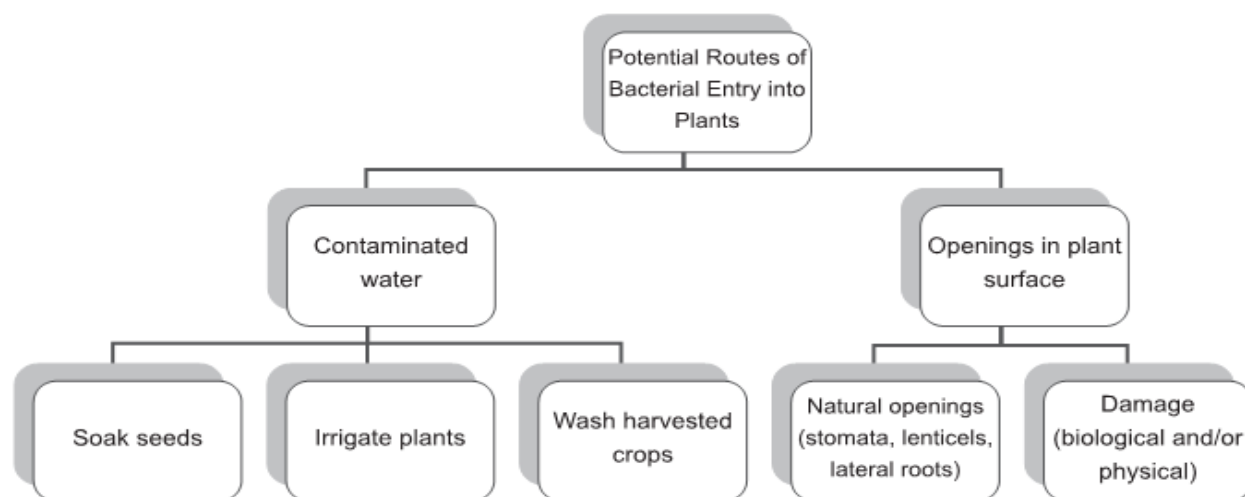 Potential Routes of
Bacterial Entry into
Plants
Contaminated
water
Openings in plant
surface
Soak seeds
Irrigate plants
Wash harvested
crops
Natural openings
(stomata, lenticels,
lateral roots)
Damage
(biological and/or
physical)